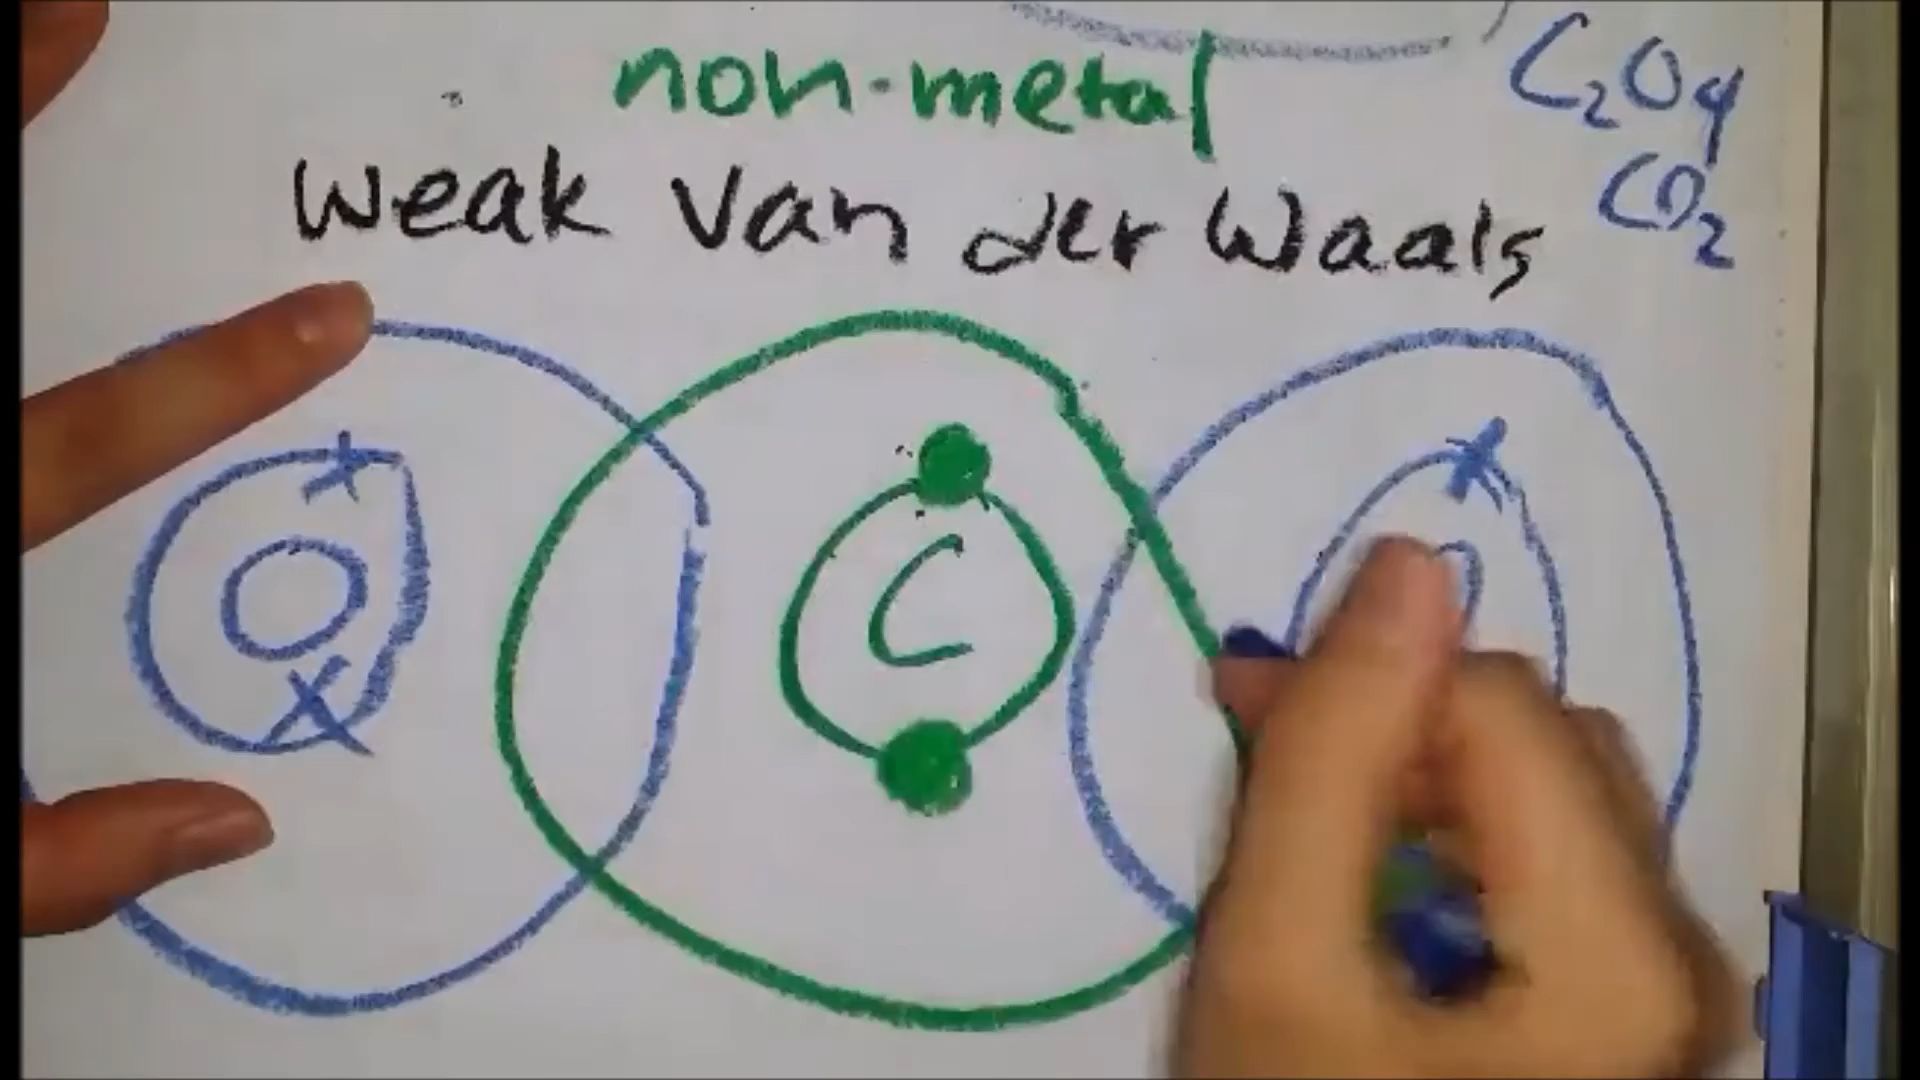 non-metal
C₂O₄
CO₂
Weak Van der Waals
O C